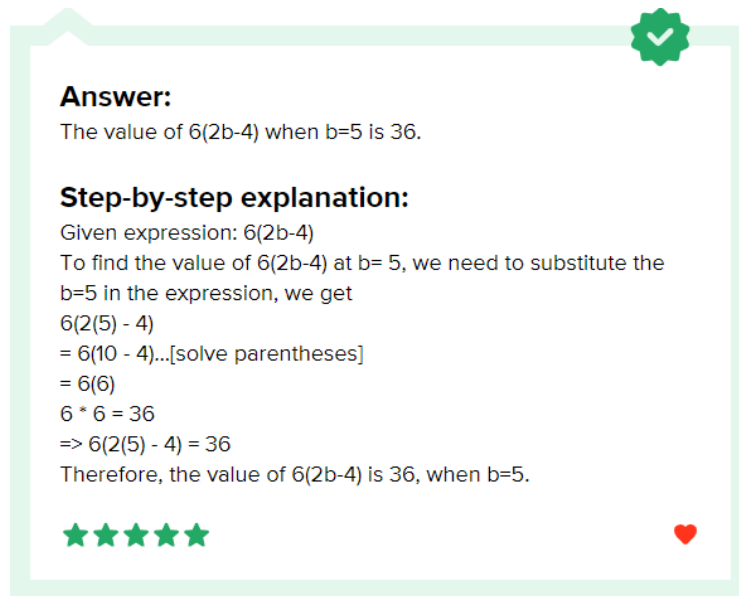 Answer:
The value of 6(2b-4) when b=5 is 36.
Step-by-step explanation:
Given expression: 6(2b-4)
To find the value of 6(2b-4) at b= 5, we need to substitute the
b=5 in the expression, we get
6(2(5) - 4)
= 6(10 - 4)...[solve parentheses]
= 6(6)
6 * 6 = 36
=> 6(2(5) - 4) = 36
Therefore, the value of 6(2b-4) is 36, when b=5.